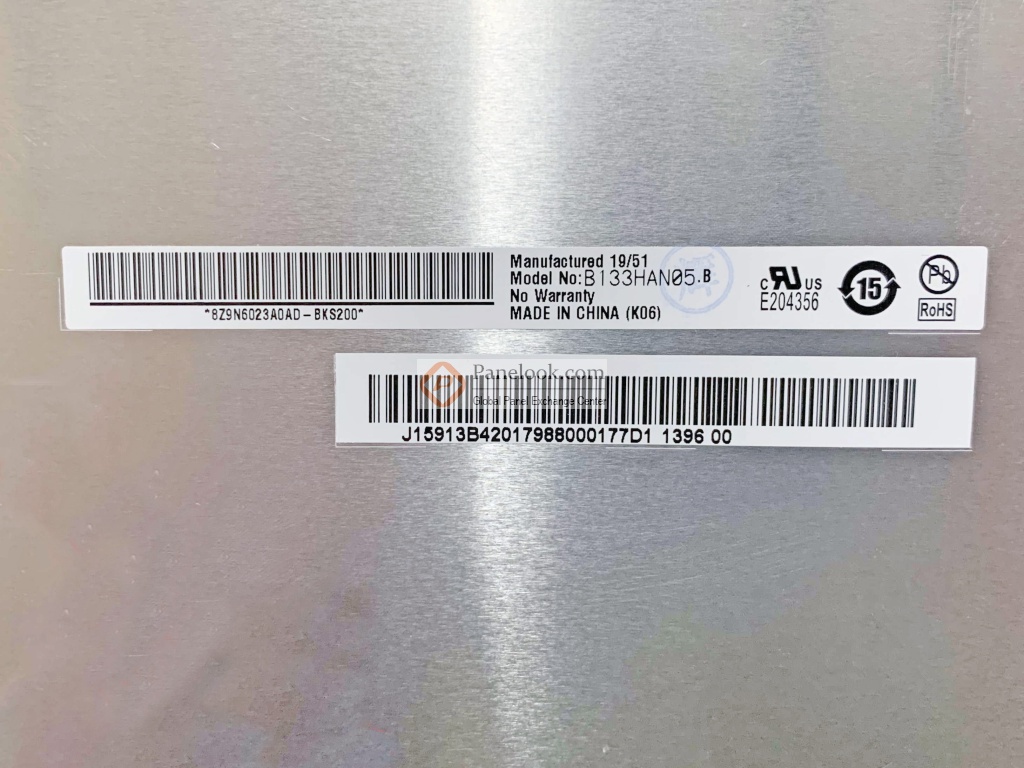 *8Z9N6023A0AD-BKS200*
Manufactured 19/51
Model No:B133HAN05.B
No Warranty
MADE IN CHINA (K06)
C RU US
E204356
15
Pb
RoHS
Panelook.com
Global Panel Exchange Center
J15913B42017988000177D1 1396 00